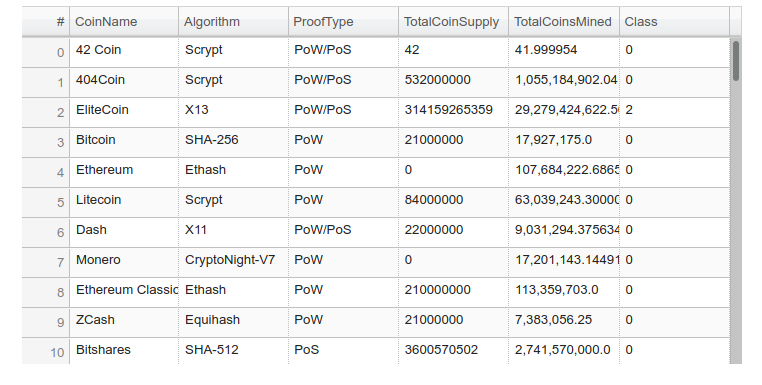 # CoinName Algorithm ProofType TotalCoinSupply TotalCoinsMined Class
0 42 Coin Scrypt PoW/PoS 42 41.999954 0
1 404Coin Scrypt PoW/PoS 532000000 1,055,184,902.04 0
2 EliteCoin X13 PoW/PoS 314159265359 29,279,424,622.5 2
3 Bitcoin SHA-256 PoW 21000000 17,927,175.0 0
4 Ethereum Ethash PoW 0 107,684,222.6865 0
5 Litecoin Scrypt PoW 84000000 63,039,243.30000 0
6 Dash X11 PoW/PoS 22000000 9,031,294.375634 0
7 Monero CryptoNight-V7 PoW 0 17,201,143.14491 0
8 Ethereum Classic Ethash PoW 210000000 113,359,703.0 0
9 ZCash Equihash PoW 21000000 7,383,056.25 0
10 Bitshares SHA-512 PoS 3600570502 2,741,570,000.0 0